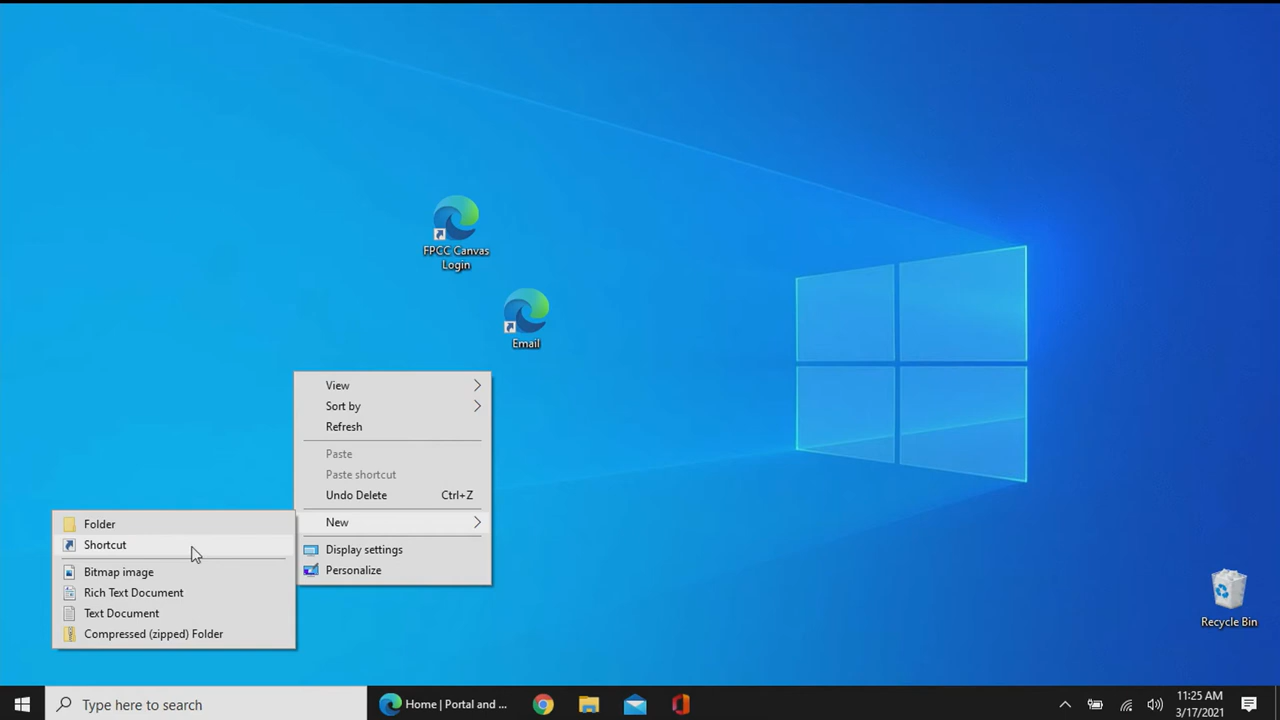 FPCC Canvas
Login
Email
View
Sort by
Refresh
Paste
Paste shortcut
Undo Delete Ctrl+Z
New
Display settings
Personalize
Folder
Shortcut
Bitmap image
Rich Text Document
Text Document
Compressed (zipped) Folder
Recycle Bin
Type here to search
Home | Portal and ...
11:25 AM
3/17/2021